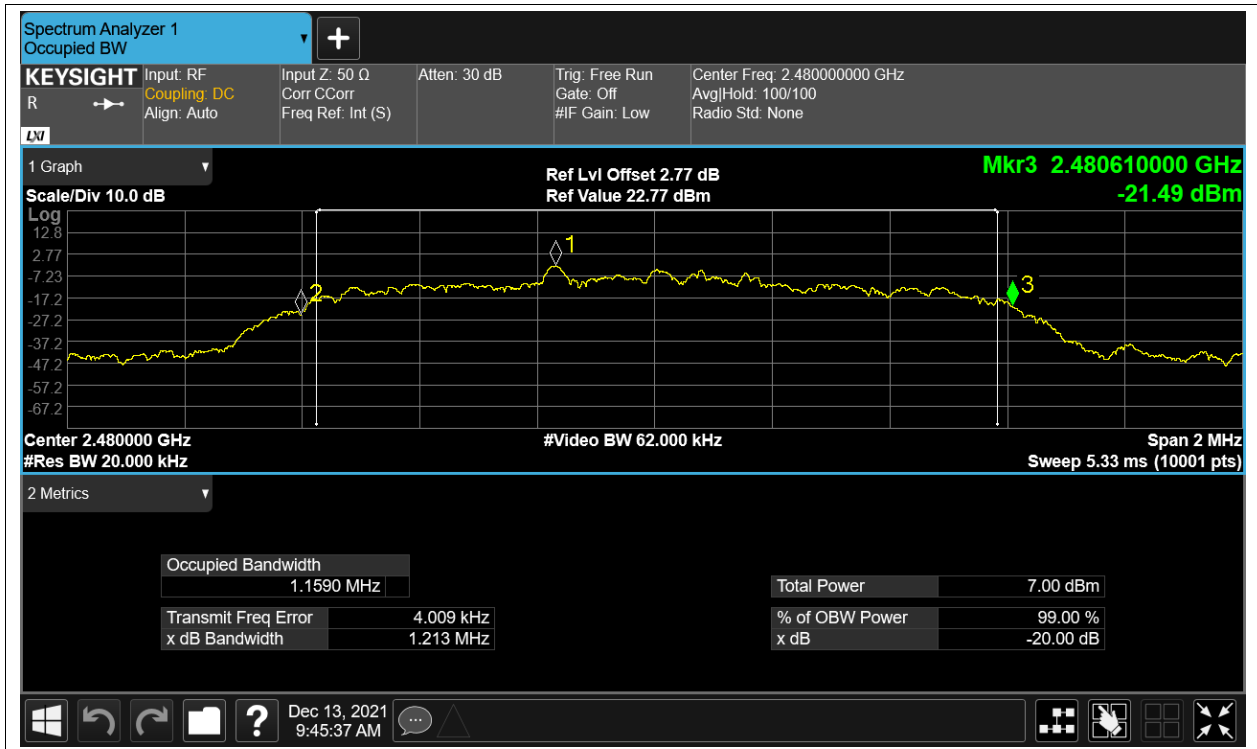 Spectrum Analyzer 1
Occupied BW
KEYSIGHT
R
LXI
Input: RF
Coupling: DC
Align: Auto
Input Z: 50 Ω
Corr CCorr
Freq Ref: Int (S)
Atten: 30 dB
Trig: Free Run
Gate: Off
#IF Gain: Low
Center Freq: 2.480000000 GHz
Avg|Hold: 100/100
Radio Std: None
1 Graph
Scale/Div 10.0 dB
Ref Lvl Offset 2.77 dB
Ref Value 22.77 dBm
Mkr3 2.480610000 GHz
-21.49 dBm
Log
12.8
2.77
-7.23
-17.2
-27.2
-37.2
-47.2
-57.2
-67.2
1
2
3
Center 2.480000 GHz
#Video BW 62.000 kHz
Span 2 MHz
#Res BW 20.000 kHz
Sweep 5.33 ms (10001 pts)
2 Metrics
Occupied Bandwidth
1.1590 MHz
Transmit Freq Error 4.009 kHz
x dB Bandwidth 1.213 MHz
Total Power 7.00 dBm
% of OBW Power 99.00 %
x dB -20.00 dB
?
Dec 13, 2021
9:45:37 AM